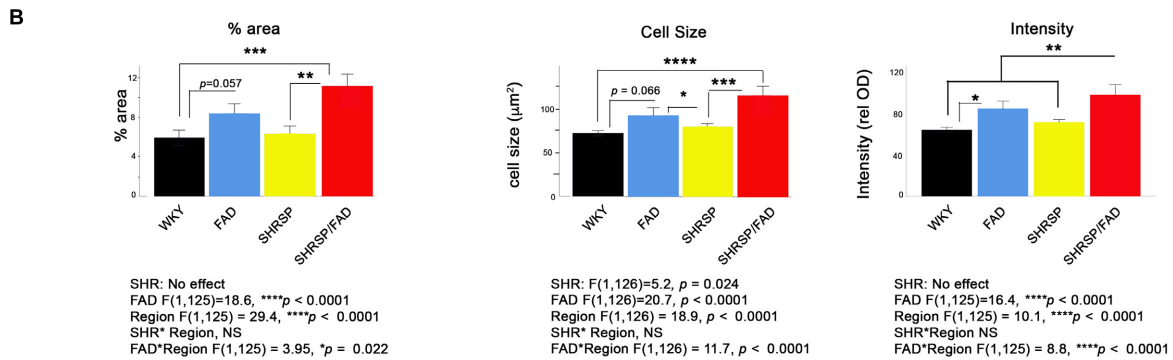 B
% area
***
p=0.057
**
% area
12
8
4
0
WKY
FAD
SHRSP
SHRSP/FAD
SHR: No effect
FAD F(1,125)=18.6, ****p < 0.0001
Region F(1,125) = 29.4, ****p < 0.0001
SHR* Region, NS
FAD*Region F(1,125) = 3.95, *p = 0.022
Cell Size
****
p = 0.066
*
***
cell size (μm²)
100
50
0
WKY
FAD
SHRSP
SHRSP/FAD
SHR: F(1,126)=5.2, p = 0.024
FAD F(1,126)=20.7, p < 0.0001
Region F(1,126) = 18.9, p < 0.0001
SHR* Region, NS
FAD*Region F(1,126) = 11.7, p < 0.0001
Intensity
**
*
Intensity (rel OD)
120
80
40
0
WKY
FAD
SHRSP
SHRSP/FAD
SHR: No effect
FAD F(1,125)=16.4, ****p < 0.0001
Region F(1,125) = 10.1, ****p < 0.0001
SHR*Region NS
FAD*Region F(1,125) = 8.8, ****p < 0.0001